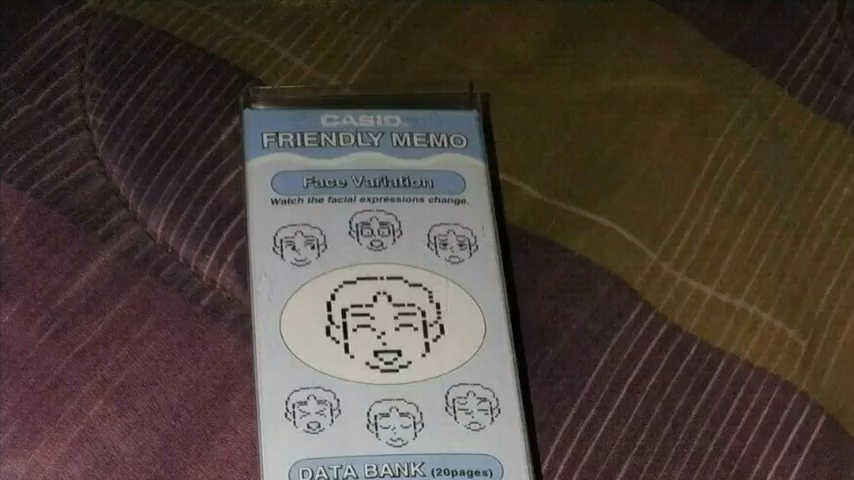 CASIO
FRIENDLY MEMO
Face Variation
Watch the facial expressions change.
DATA BANK (20pages)